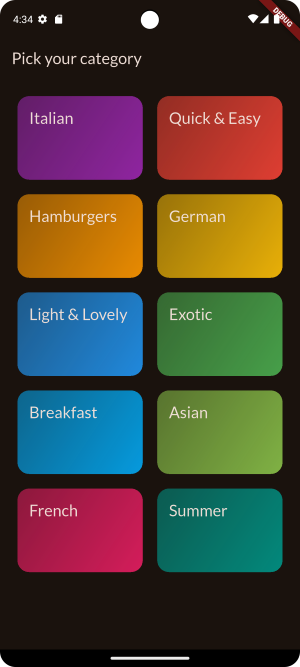 4:34
DEBUG
Pick your category
Italian
Quick & Easy
Hamburgers
German
Light & Lovely
Exotic
Breakfast
Asian
French
Summer